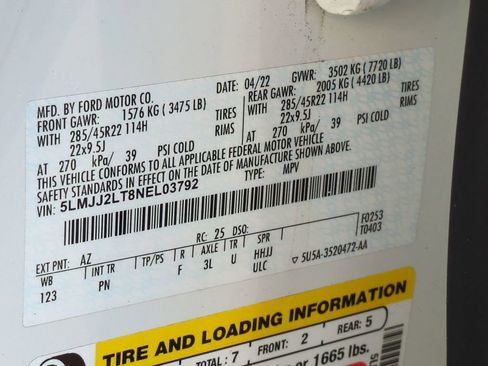 MFD. BY FORD MOTOR CO.
DATE: 04/22 GVWR: 3502 KG (7720 LB)
FRONT GAWR: 1576 KG (3475 LB) REAR GAWR: 2005 KG (4420 LB)
WITH 285/45R22 114H TIRES WITH 285/45R22 114H TIRES
22x9.5J RIMS 22x9.5J RIMS
AT 270 kPa/ 39 PSI COLD AT 270 kPa/ 39 PSI COLD
THIS VEHICLE CONFORMS TO ALL APPLICABLE FEDERAL MOTOR VEHICLE
SAFETY STANDARDS IN EFFECT ON THE DATE OF MANUFACTURE SHOWN ABOVE.
VIN: 5LMJJ2LT8NEL03792 TYPE: MPV
F0253
T0403
EXT PNT: AZ RC: 25 DSO:
WB INT TR TP/PS R AXLE TR SPR
123 PN F 3L U HHJJ
ULC ▽ 5U5A-3520472-AA
TIRE AND LOADING INFORMATION
TOTAL: 7 FRONT: 2 REAR: 5
or 1665 lbs.